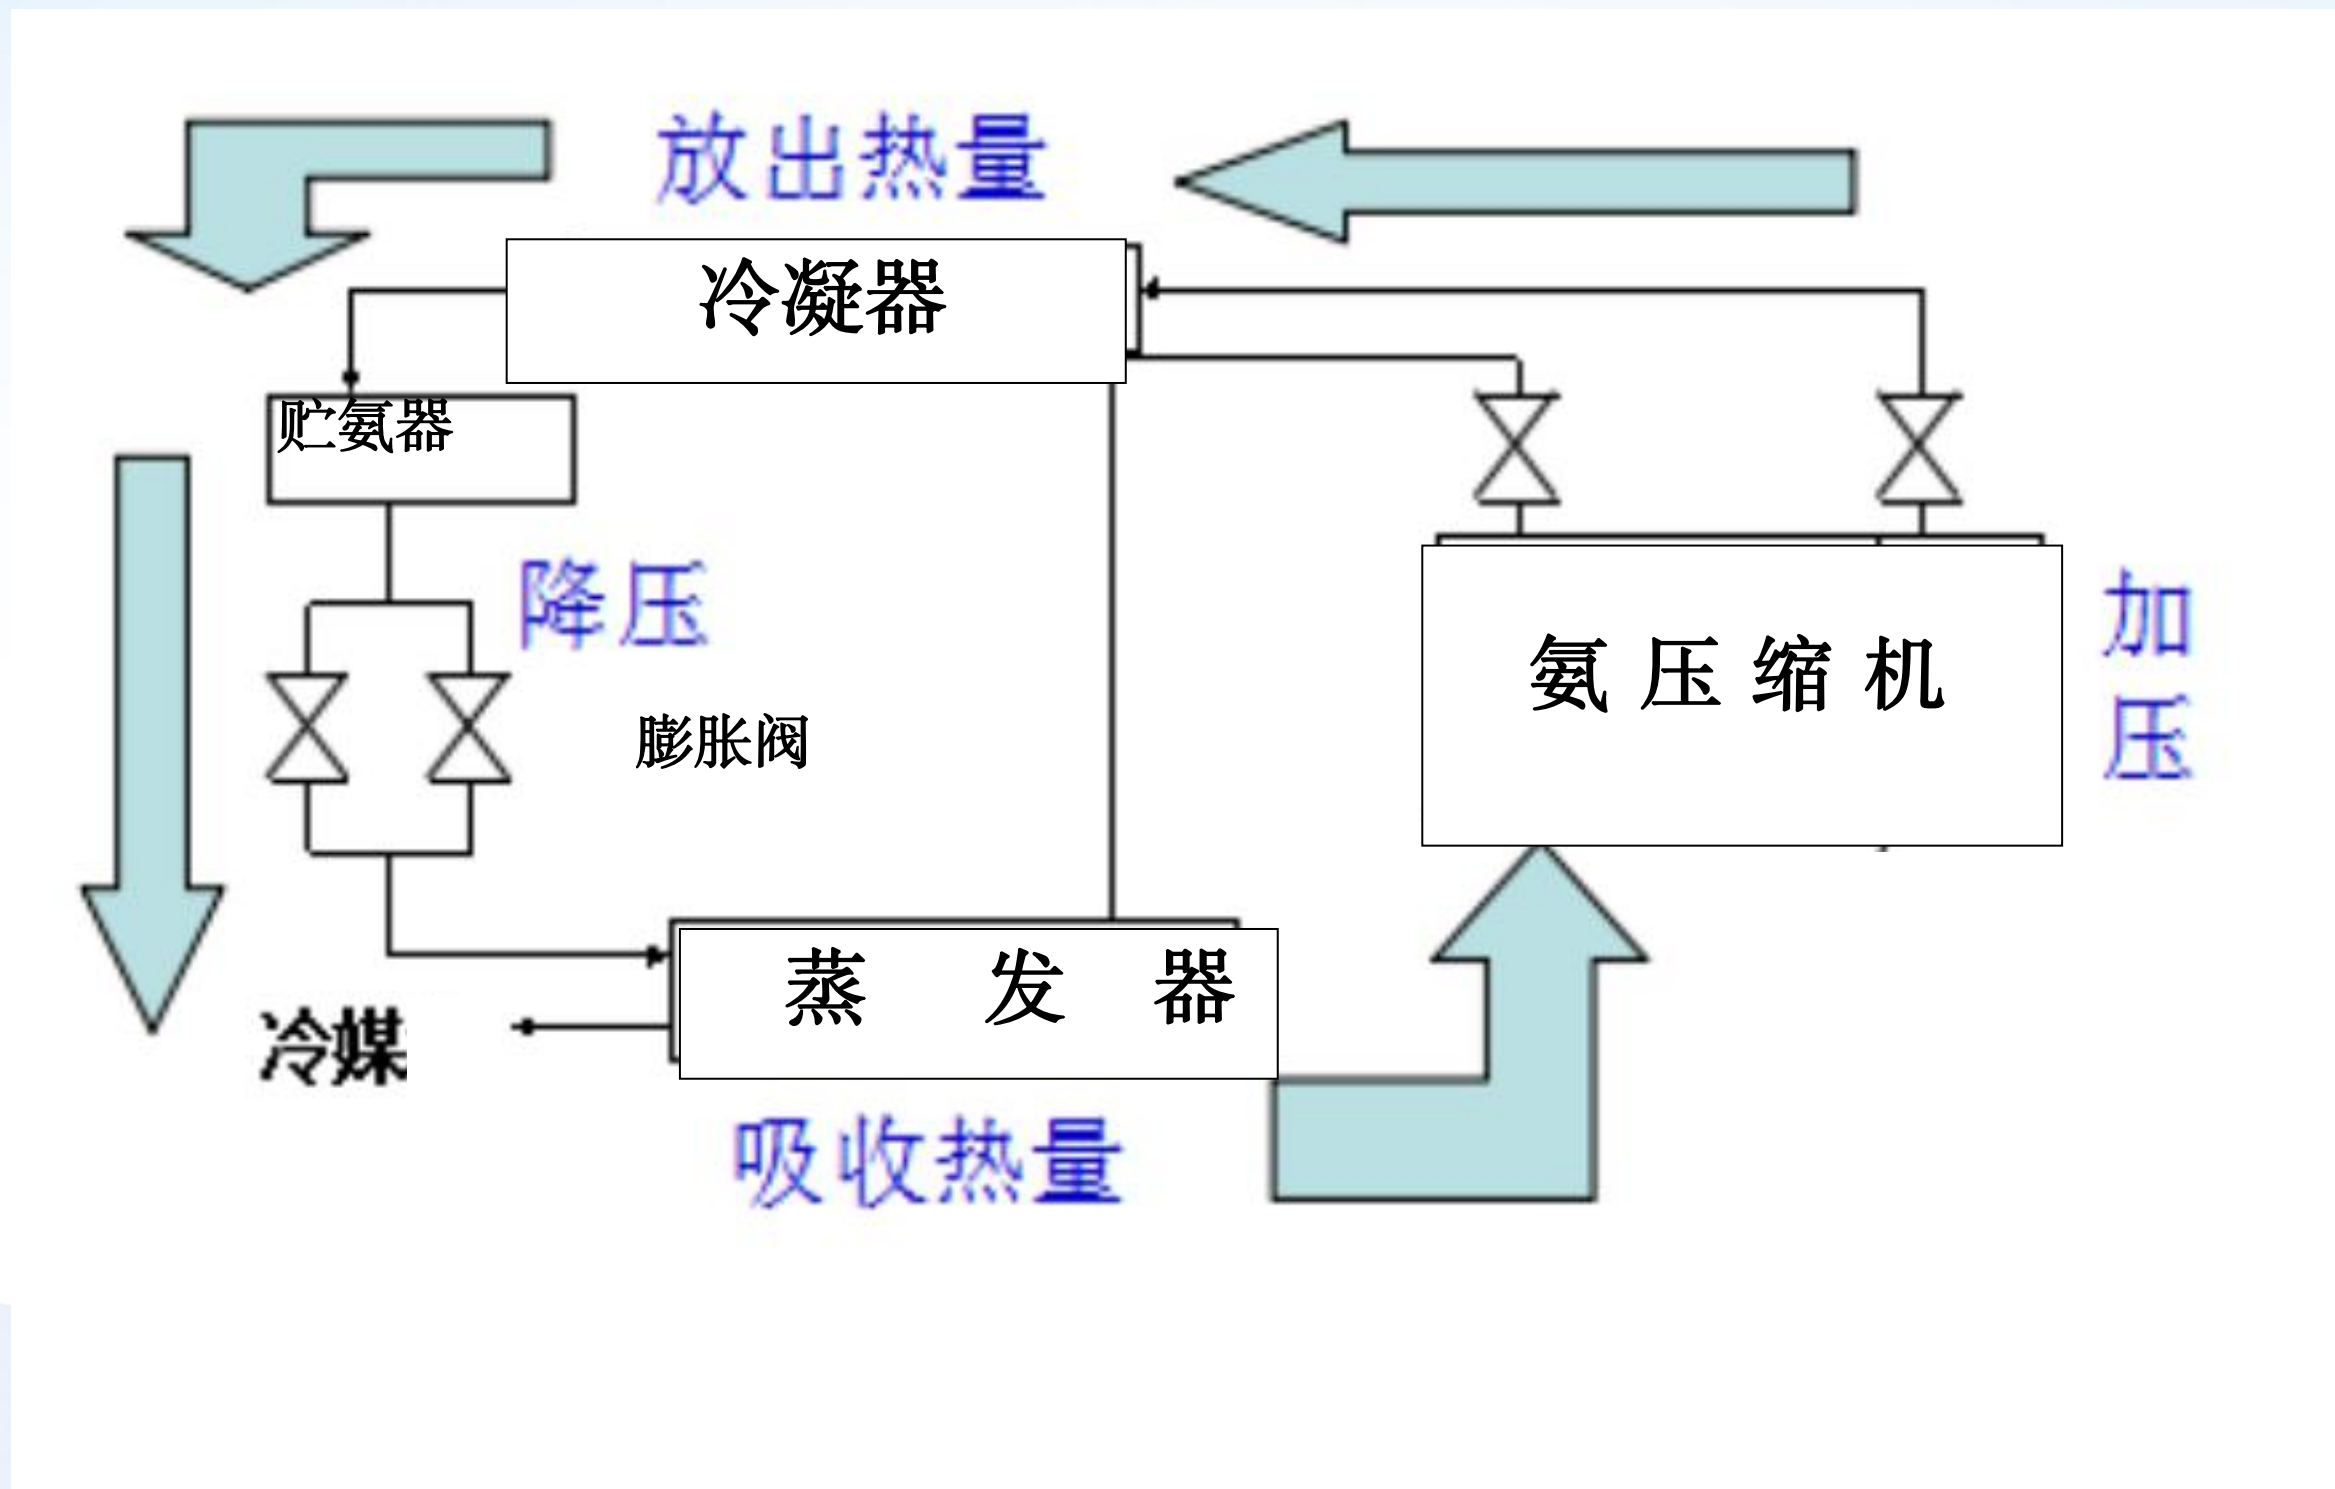 放出热量
冷凝器
贮氨器
降压
膨胀阀
氨压缩机
加
压
蒸发器
冷媒
吸收热量